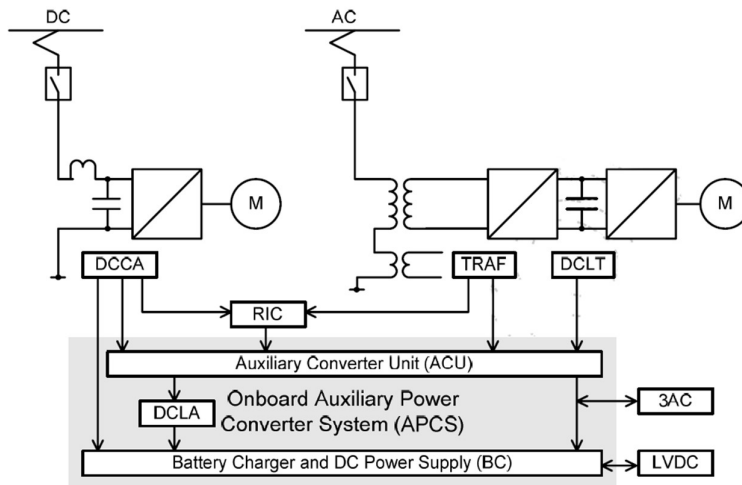 DC
AC
M
M
DCCA
TRAF
DCLT
RIC
Auxiliary Converter Unit (ACU)
Onboard Auxiliary Power
Converter System (APCS)
DCLA
3AC
Battery Charger and DC Power Supply (BC)
LVDC